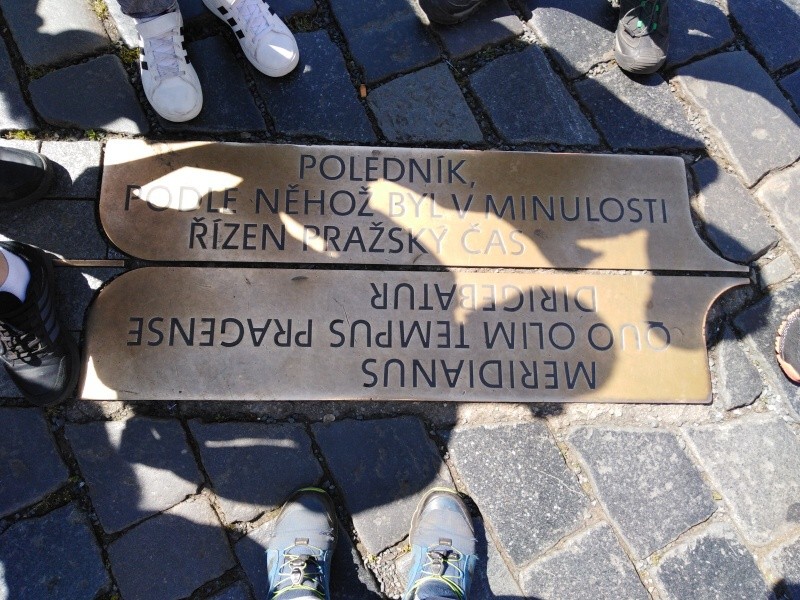 POLEDNÍK,
PODLE NĚHOŽ BYL V MINULOSTI
ŘÍZEN PRAŽSKÝ ČAS
MERIDIANUS
QUO OLIM TEMPUS PRAGENSE
DIRIGEBATUR